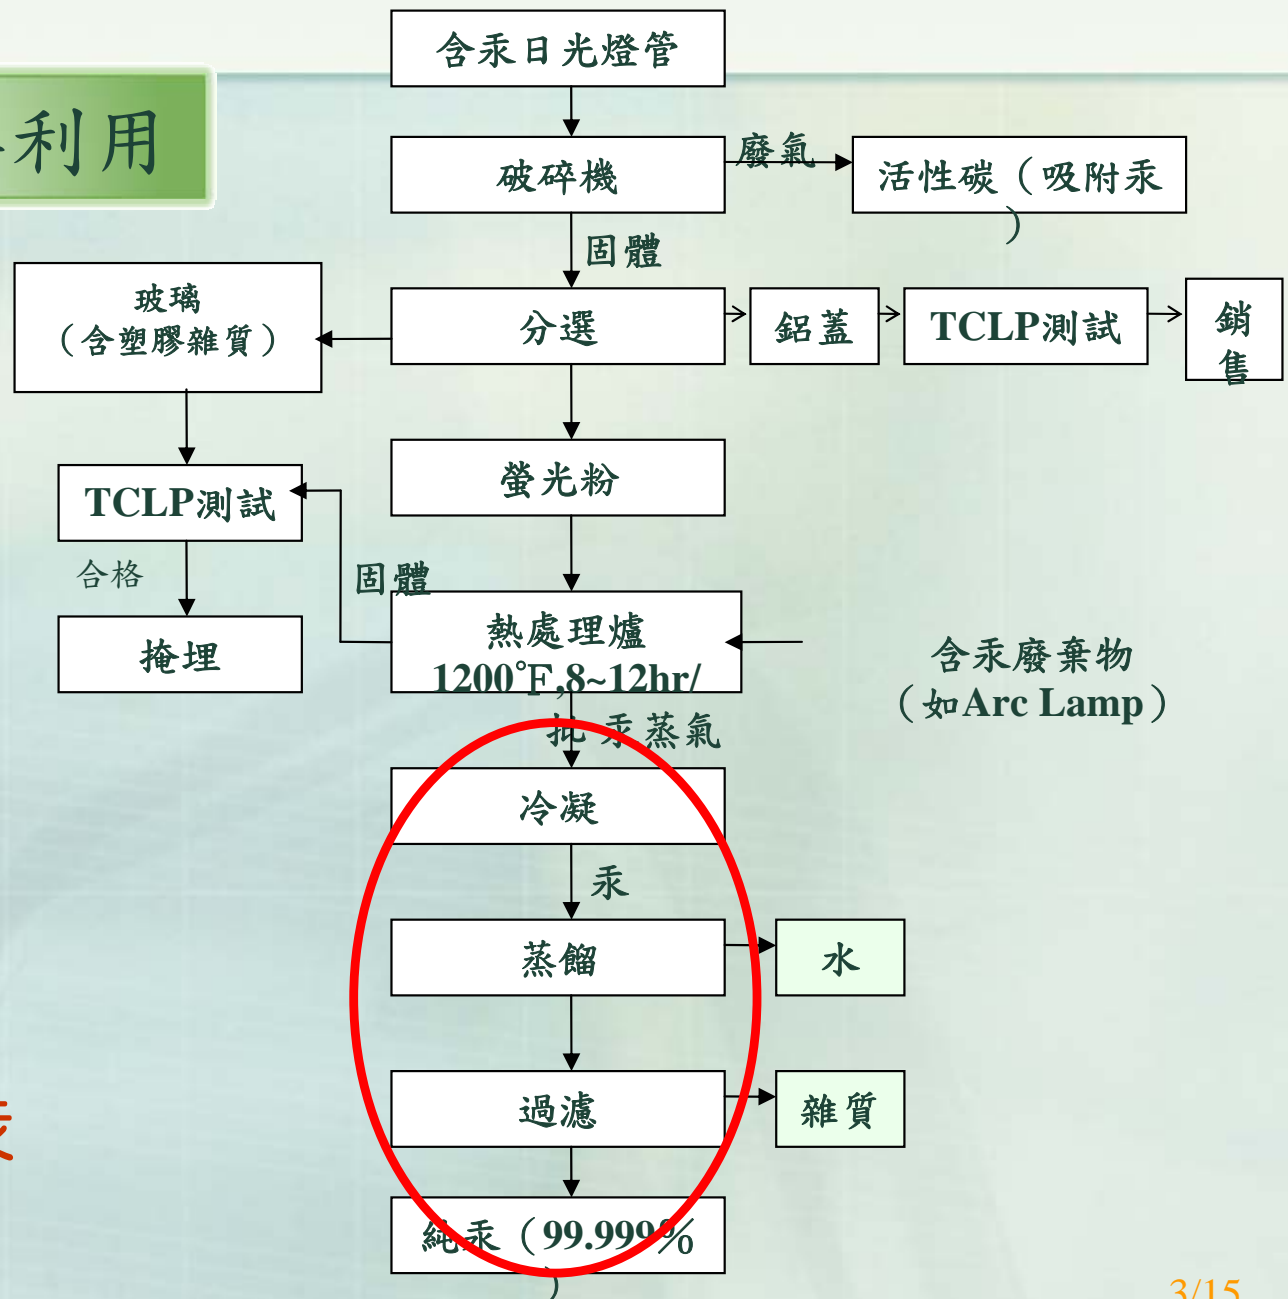 含汞日光燈管
利用
破碎機
廢氣
活性碳（吸附汞
）
固體
玻璃
（含塑膠雜質）
分選
鋁蓋
TCLP測試
銷
售
螢光粉
TCLP測試
合格
固體
掩埋
熱處理爐
1200℉,8~12hr/
批
汞蒸氣
含汞廢棄物
（如Arc Lamp）
冷凝
汞
蒸餾
水
過濾
雜質
純汞（99.999%
）
3/15